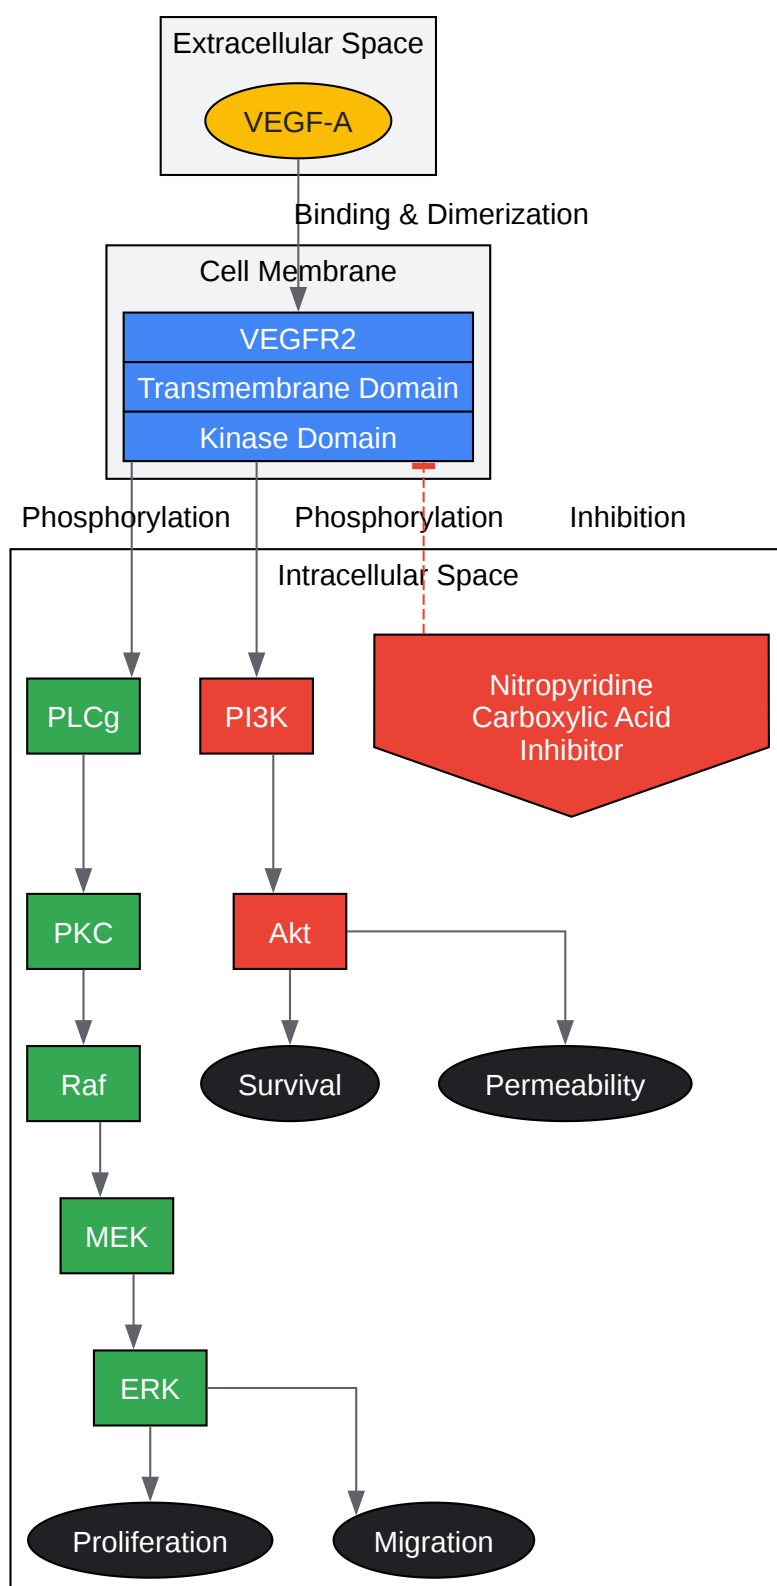 Extracellular Space
VEGF-A
Binding & Dimerization
Cell Membrane
VEGFR2
Transmembrane Domain
Kinase Domain
Phosphorylation
Phosphorylation
Inhibition
Intracellular Space
PLCg
PI3K
Nitropyridine
Carboxylic Acid
Inhibitor
PKC
Akt
Raf
Survival
Permeability
MEK
ERK
Proliferation
Migration